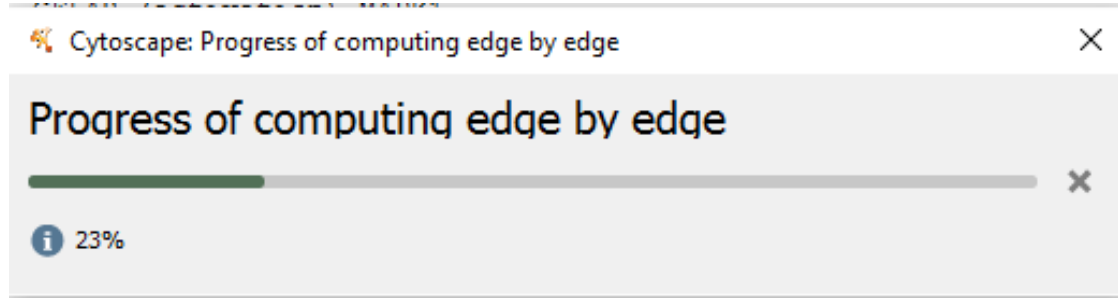 Cytoscape: Progress of computing edge by edge
Progress of computing edge by edge
23%